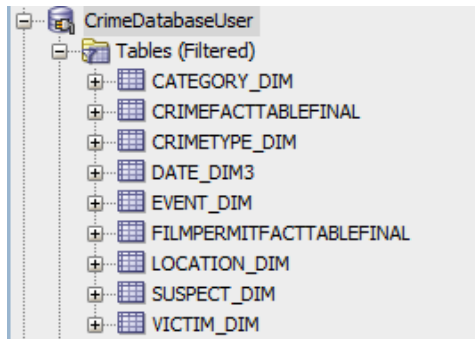 CrimeDatabaseUser
Tables (Filtered)
CATEGORY_DIM
CRIMEFACTTABLEFINAL
CRIMETYPE_DIM
DATE_DIM3
EVENT_DIM
FILMPERMITFACTTABLEFINAL
LOCATION_DIM
SUSPECT_DIM
VICTIM_DIM